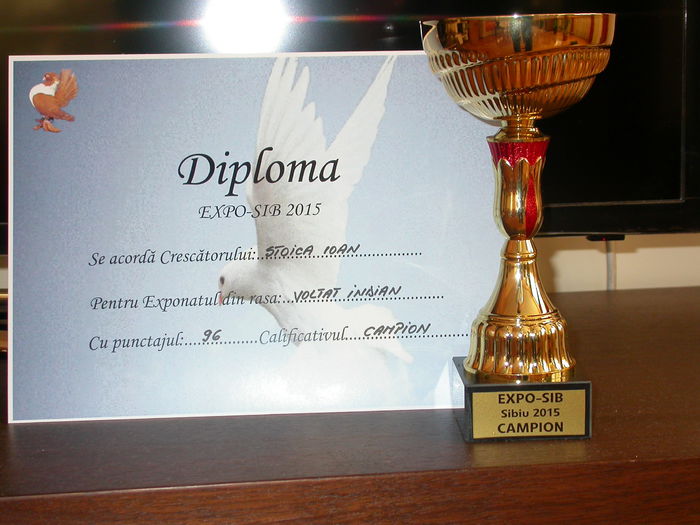 Diploma
EXPO-SIB 2015
Se acordă Crescătorului:..STOICA IOAN................
Pentru Exponatul din rasa:...VOLTAT INDIAN..........
Cu punctajul:.....96............Calificativul.....CAMPION..........
EXPO-SIB
Sibiu 2015
CAMPION